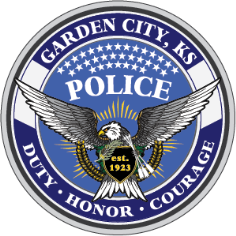 GARDEN CITY, KS
POLICE
est.
1923
DUTY • HONOR • COURAGE